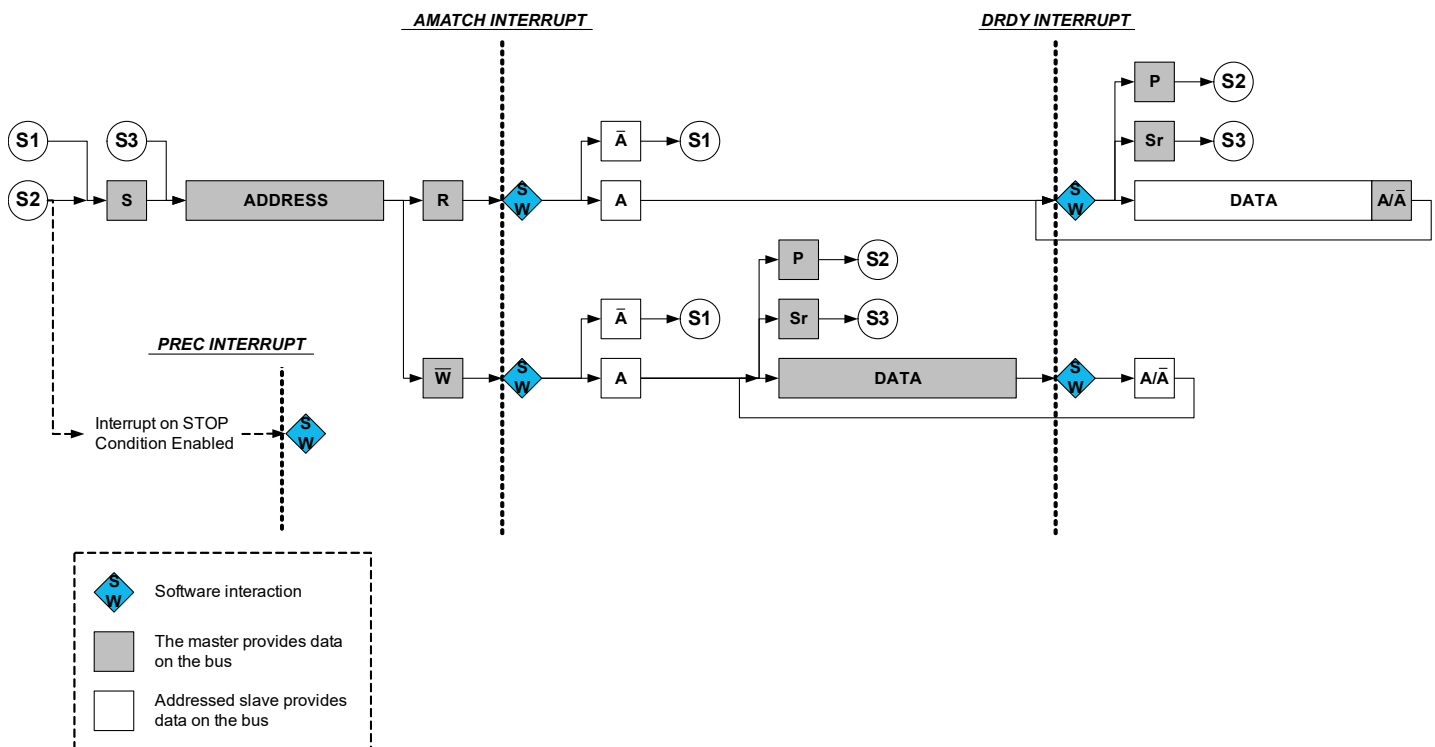 AMATCH INTERRUPT
DRDY INTERRUPT
P
S2
S1
S3
A̅
S1
Sr
S3
S2
S
ADDRESS
R
S
W
A
S
W
DATA
A/A̅
P
S2
A̅
S1
Sr
S3
PREC INTERRUPT
W̅
S
W
A
DATA
S
W
A/A̅
Interrupt on STOP
Condition Enabled
S
W
S
W
Software interaction
The master provides data
on the bus
Addressed slave provides
data on the bus